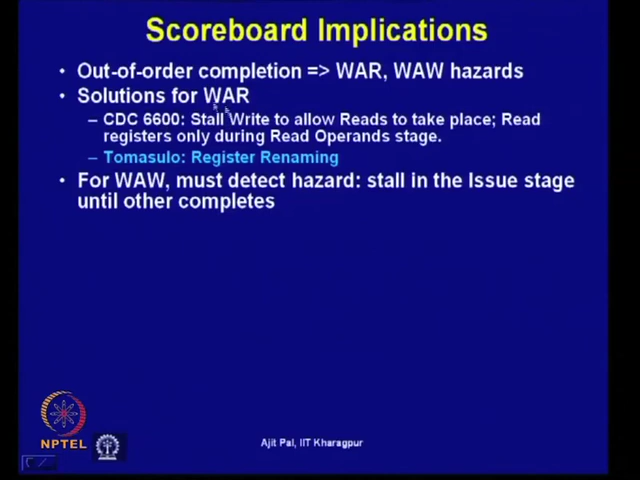 Scoreboard Implications
• Out-of-order completion => WAR, WAW hazards
• Solutions for WAR
– CDC 6600: Stall Write to allow Reads to take place; Read
registers only during Read Operands stage.
– Tomasulo: Register Renaming
• For WAW, must detect hazard: stall in the Issue stage
until other completes
NPTEL
Ajit Pal, IIT Kharagpur